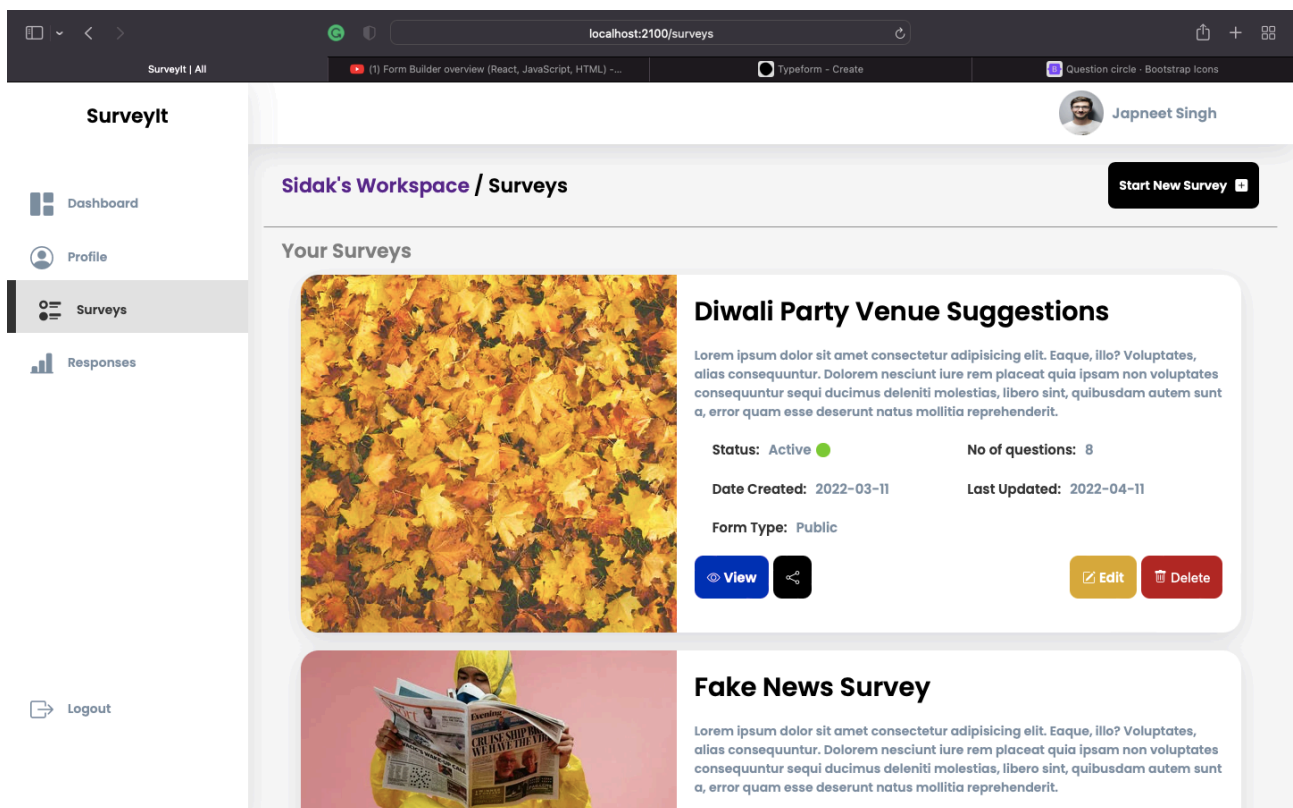 localhost:2100/surveys
SurveyIt | All
(1) Form Builder overview (React, JavaScript, HTML) -...
Typeform - Create
Question circle - Bootstrap Icons
SurveyIt
Japneet Singh
Dashboard
Profile
Surveys
Responses
Logout
Sidak's Workspace / Surveys
Start New Survey
Your Surveys
Diwali Party Venue Suggestions
Lorem ipsum dolor sit amet consectetur adipisicing elit. Eaque, illo? Voluptates,
alias consequuntur. Dolorem nesciunt iure rem placeat quia ipsam non voluptates
consequuntur sequi ducimus deleniti molestias, libero sint, quibusdam autem sunt
a, error quam esse deserunt natus mollitia reprehenderit.
Status: Active
No of questions: 8
Date Created: 2022-03-11
Last Updated: 2022-04-11
Form Type: Public
View
Edit
Delete
Evening
CRUISE SHIP
WE HAVE THE
Fake News Survey
Lorem ipsum dolor sit amet consectetur adipisicing elit. Eaque, illo? Voluptates,
alias consequuntur. Dolorem nesciunt iure rem placeat quia ipsam non voluptates
consequuntur sequi ducimus deleniti molestias, libero sint, quibusdam autem sunt
a, error quam esse deserunt natus mollitia reprehenderit.